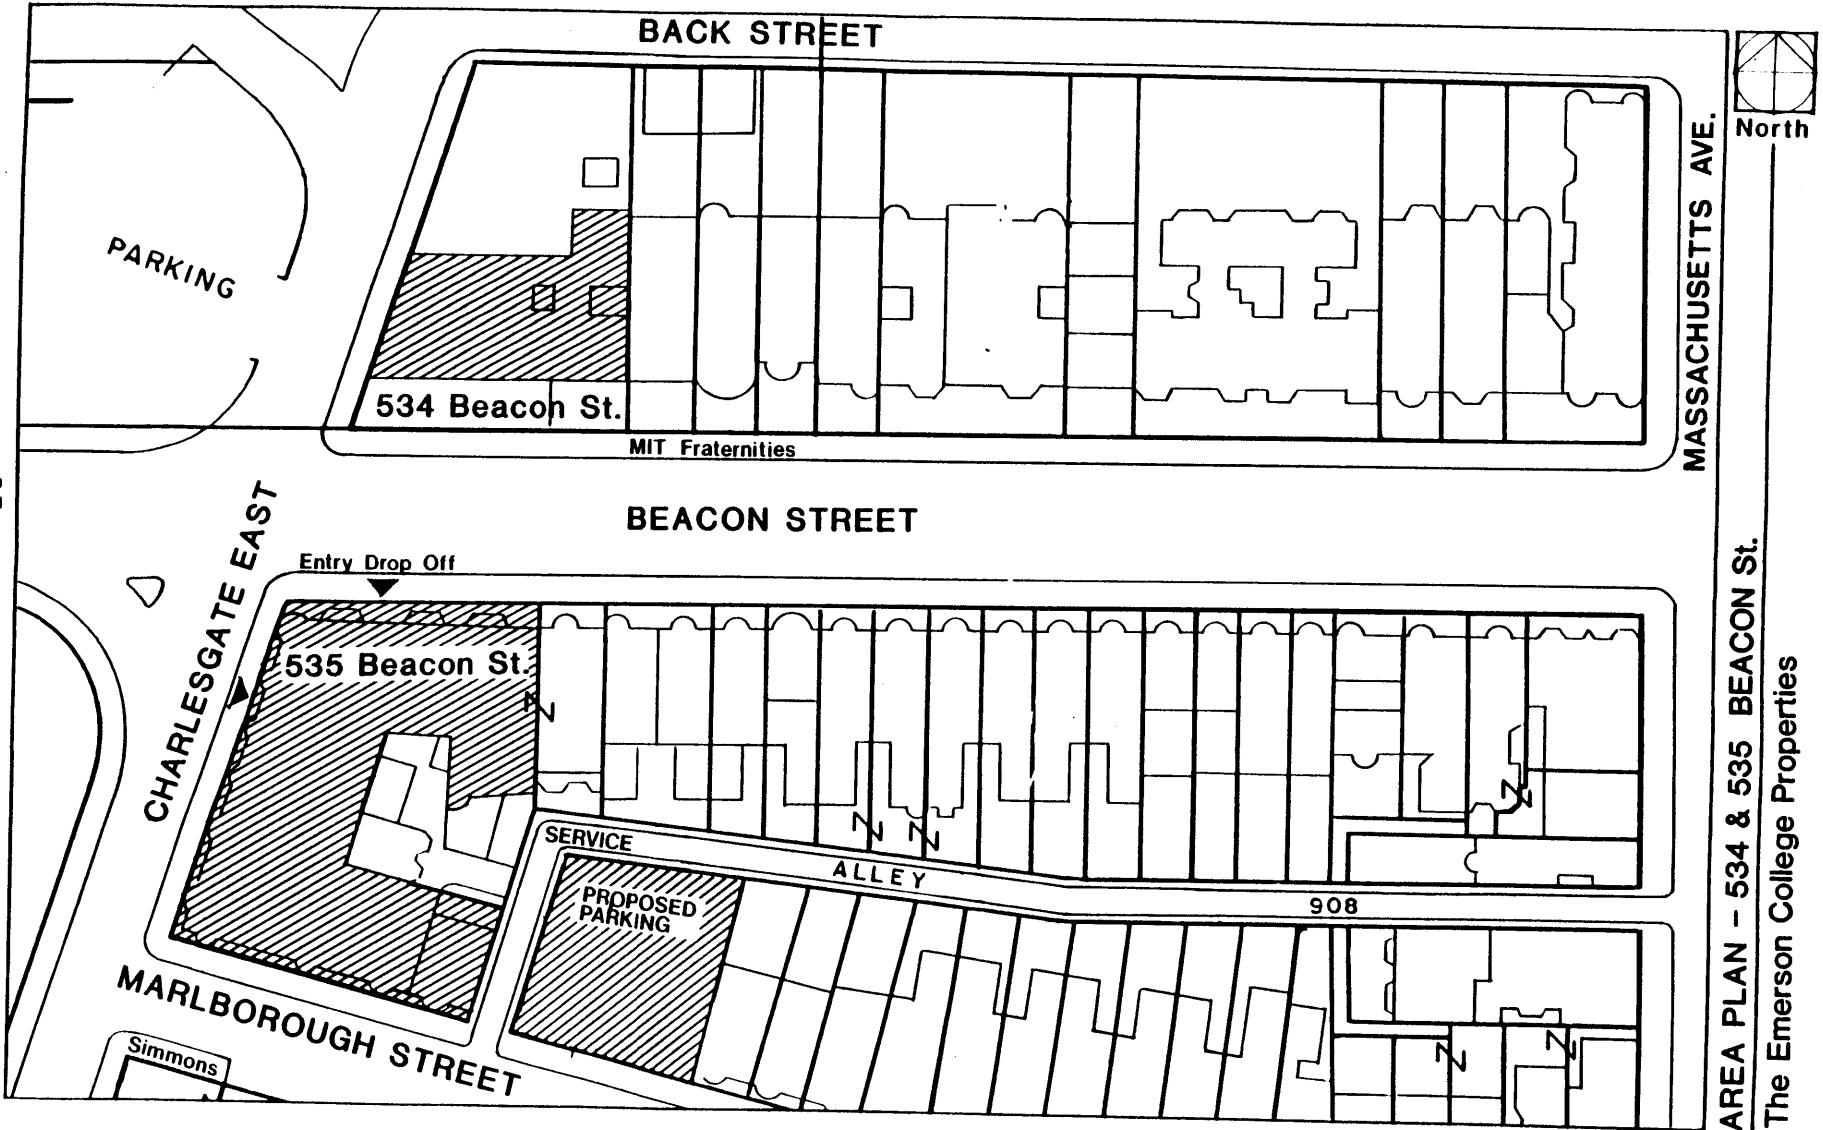 BACK STREET
North
MASSACHUSETTS AVE.
PARKING
534 Beacon St.
MIT Fraternities
BEACON STREET
CHARLESGATE EAST
Entry Drop Off
535 Beacon St.
SERVICE
ALLEY
908
PROPOSED
PARKING
MARLBOROUGH STREET
Simmons
AREA PLAN – 534 & 535 BEACON St.
The Emerson College Properties